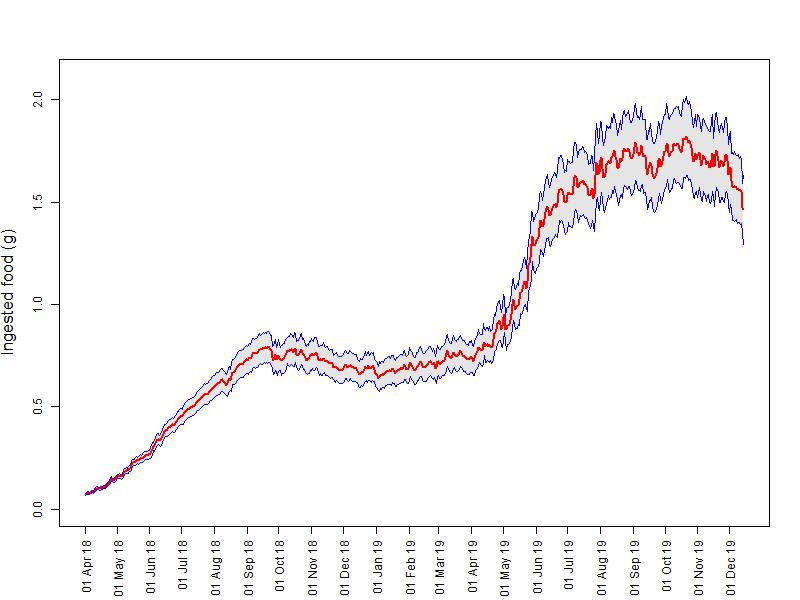 Ingested food (g)
2.0
1.5
1.0
0.5
0.0
01 Apr 18
01 May 18
01 Jun 18
01 Jul 18
01 Aug 18
01 Sep 18
01 Oct 18
01 Nov 18
01 Dec 18
01 Jan 19
01 Feb 19
01 Mar 19
01 Apr 19
01 May 19
01 Jun 19
01 Jul 19
01 Aug 19
01 Sep 19
01 Oct 19
01 Nov 19
01 Dec 19